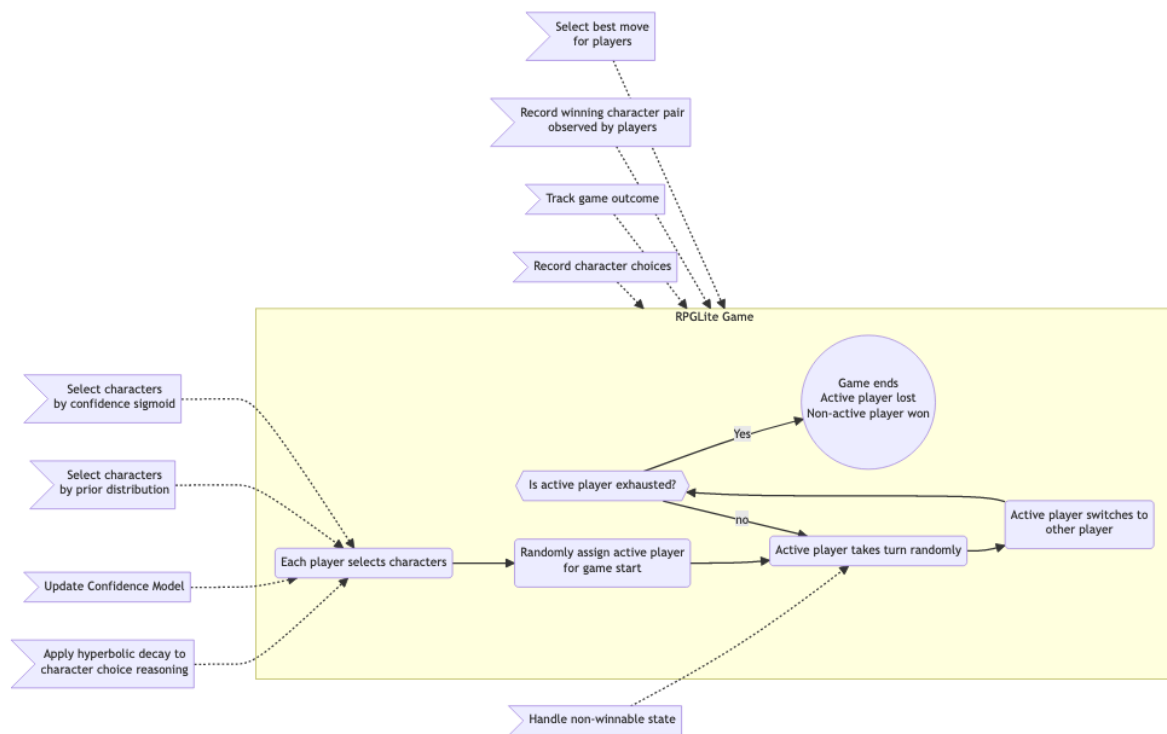 Select best move
for players
Record winning character pair
observed by players
Track game outcome
Record character choices
RPGLite Game
Game ends
Active player lost
Non-active player won
Select characters
by confidence sigmoid
Yes
Select characters
by prior distribution
Is active player exhausted?
no
Active player switches to
other player
Each player selects characters
Randomly assign active player
for game start
Active player takes turn randomly
Update Confidence Model
Apply hyperbolic decay to
character choice reasoning
Handle non-winnable state